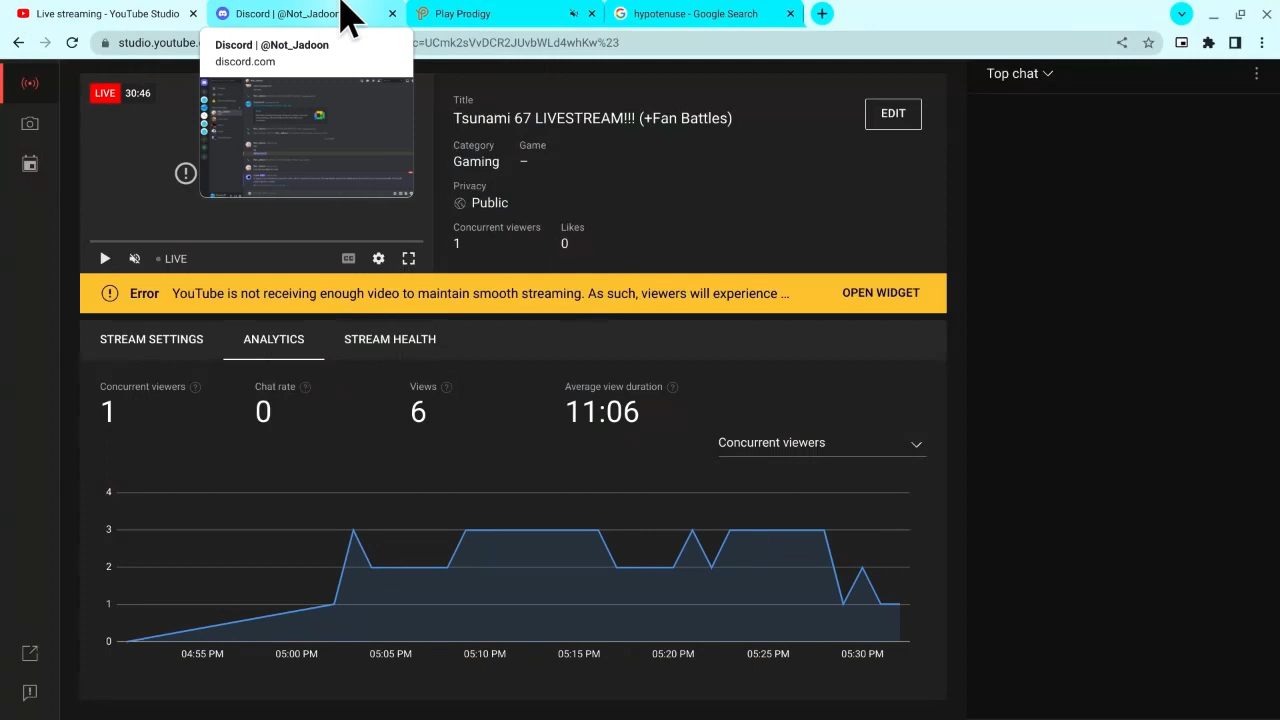 Live streaming - YouTube Studio
Discord | @Not_Jadoon
Play Prodigy
hypotenuse - Google Search
studio.youtube.
c=UCmk2sVvDCR2JUvbWLd4whKw%23
Discord | @Not_Jadoon
discord.com
LIVE 30:46
LIVE
CC
Title
Tsunami 67 LIVESTREAM!!! (+Fan Battles)
EDIT
Category Game
Gaming –
Privacy
Public
Concurrent viewers Likes
1 0
Top chat
Error YouTube is not receiving enough video to maintain smooth streaming. As such, viewers will experience ...
OPEN WIDGET
STREAM SETTINGS ANALYTICS STREAM HEALTH
Concurrent viewers ? Chat rate ? Views ? Average view duration ?
1 0 6 11:06
Concurrent viewers
4
3
2
1
0
04:55 PM 05:00 PM 05:05 PM 05:10 PM 05:15 PM 05:20 PM 05:25 PM 05:30 PM